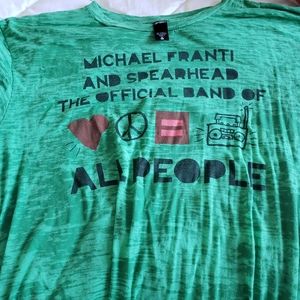 MICHAEL FRANTI
AND SPEARHEAD
THE OFFICIAL BAND OF
ALL PEOPLE